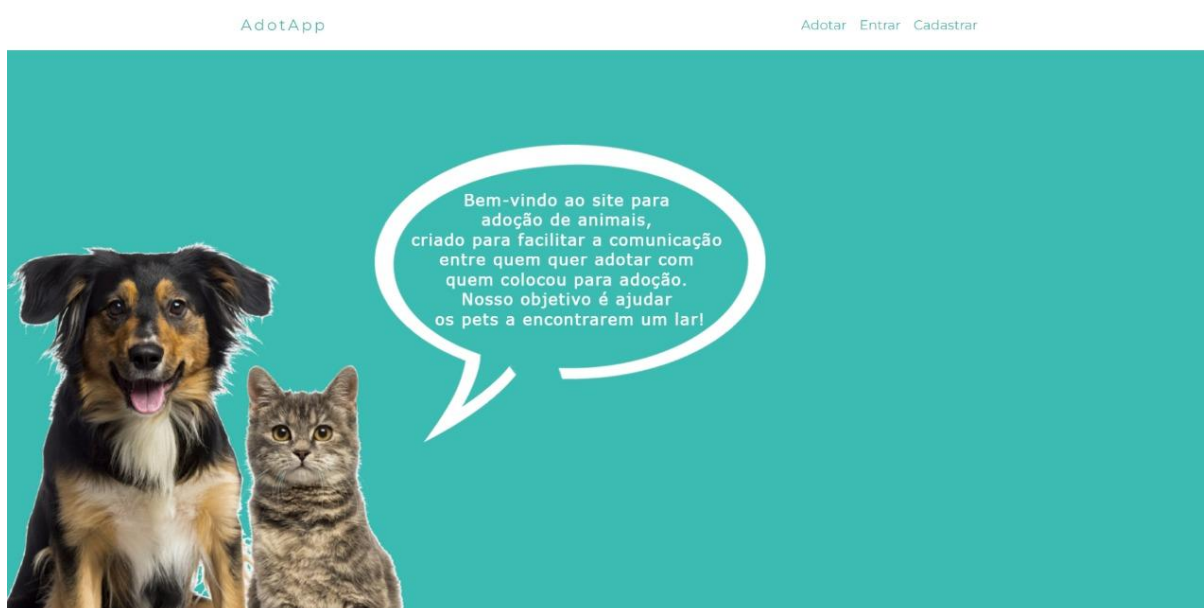 AdotApp
Adotar Entrar Cadastrar
Bem-vindo ao site para
adoção de animais,
criado para facilitar a comunicação
entre quem quer adotar com
quem colocou para adoção.
Nosso objetivo é ajudar
os pets a encontrarem um lar!